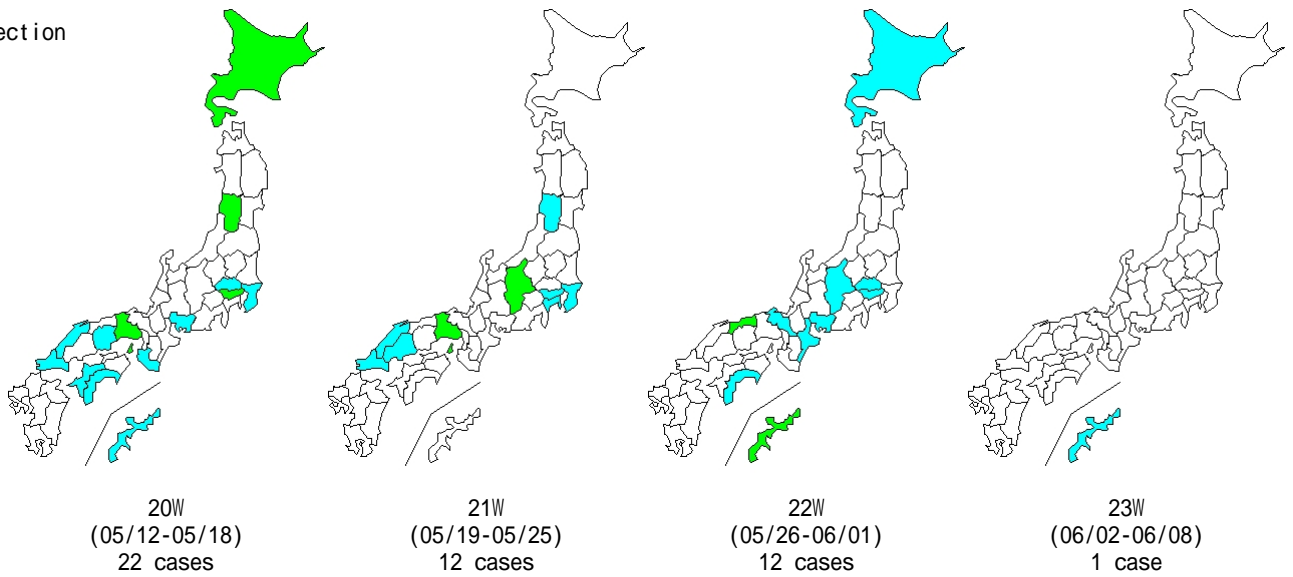 ection
20W
(05/12-05/18)
22 cases
21W
(05/19-05/25)
12 cases
22W
(05/26-06/01)
12 cases
23W
(06/02-06/08)
1 case